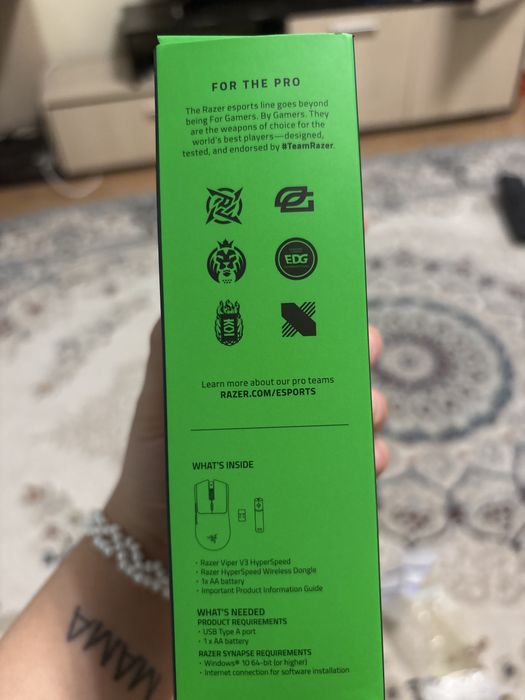 FOR THE PRO
The Razer esports line goes beyond
being For Gamers. By Gamers. They
are the weapons of choice for the
world's best players—designed,
tested, and endorsed by #TeamRazer.
EDG
KOI
Learn more about our pro teams
RAZER.COM/ESPORTS
WHAT'S INSIDE
· Razer Viper V3 HyperSpeed
· Razer HyperSpeed Wireless Dongle
· 1x AA battery
· Important Product Information Guide
WHAT'S NEEDED
PRODUCT REQUIREMENTS
· USB Type A port
· 1 x AA battery
RAZER SYNAPSE REQUIREMENTS
· Windows® 10 64-bit (or higher)
· Internet connection for software installation
MAMA